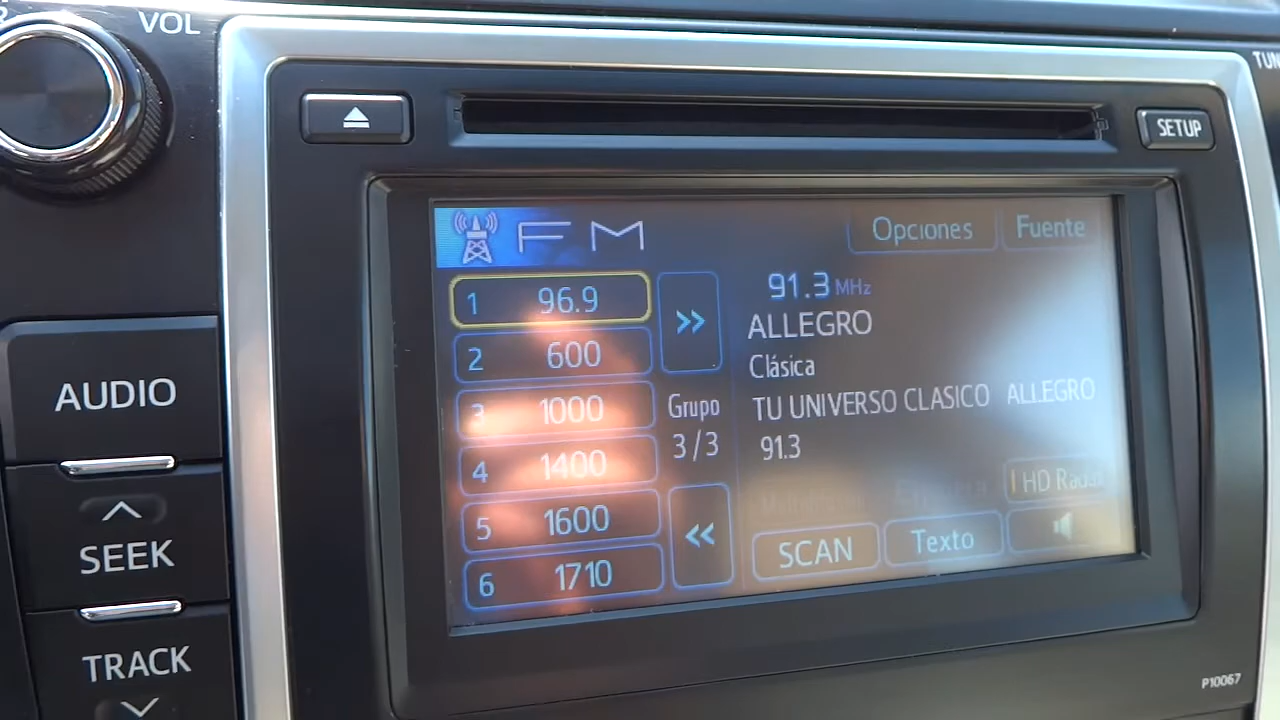 VOL
TUN
SETUP
FM
Opciones
Fuente
1 96.9
2 600
3 1000
4 1400
5 1600
6 1710
>>
Grupo
3/3
<<
91.3 MHz
ALLEGRO
Clásica
TU UNIVERSO CLASICO ALLEGRO
91.3
HD Radio
SCAN
Texto
AUDIO
SEEK
TRACK
P10067